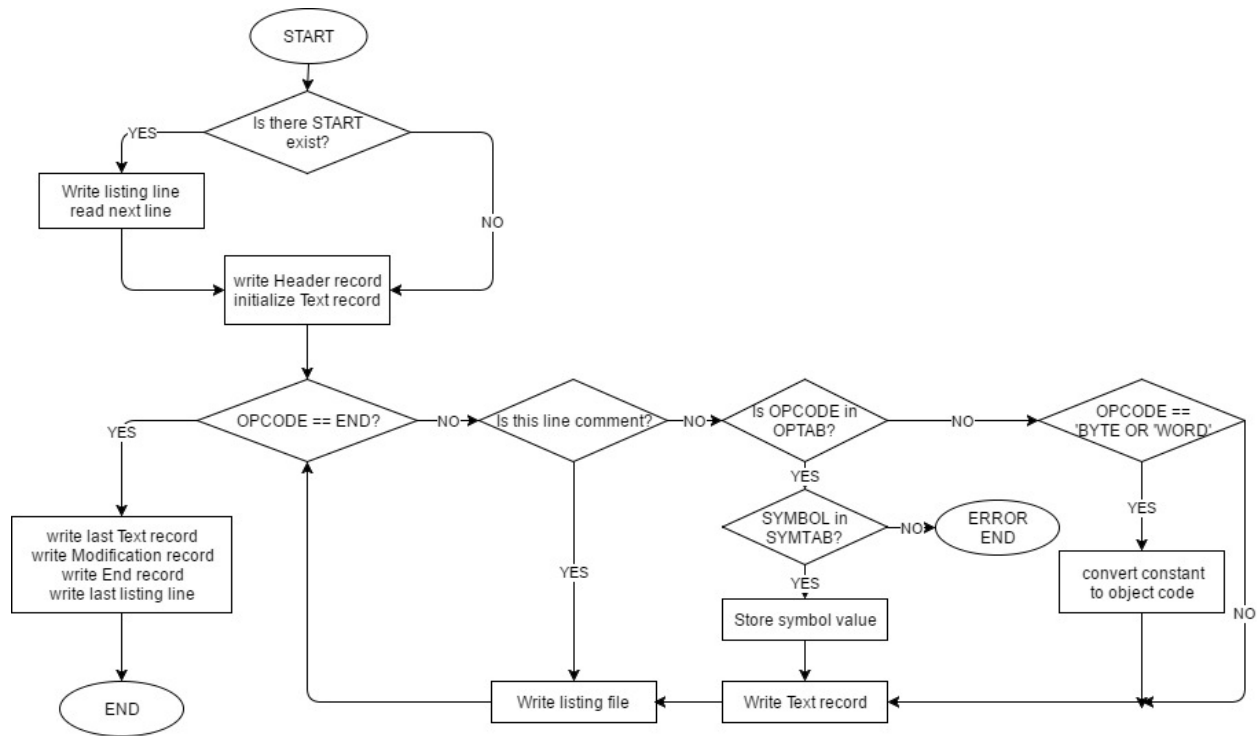 START
Is there START
exist?
YES
NO
Write listing line
read next line
write Header record
initialize Text record
OPCODE == END?
NO
Is this line comment?
NO
Is OPCODE in
OPTAB?
NO
OPCODE ==
'BYTE OR 'WORD'
YES
YES
YES
SYMBOL in
SYMTAB?
NO
ERROR
END
write last Text record
write Modification record
write End record
write last listing line
YES
YES
convert constant
to object code
NO
Store symbol value
END
Write listing file
Write Text record